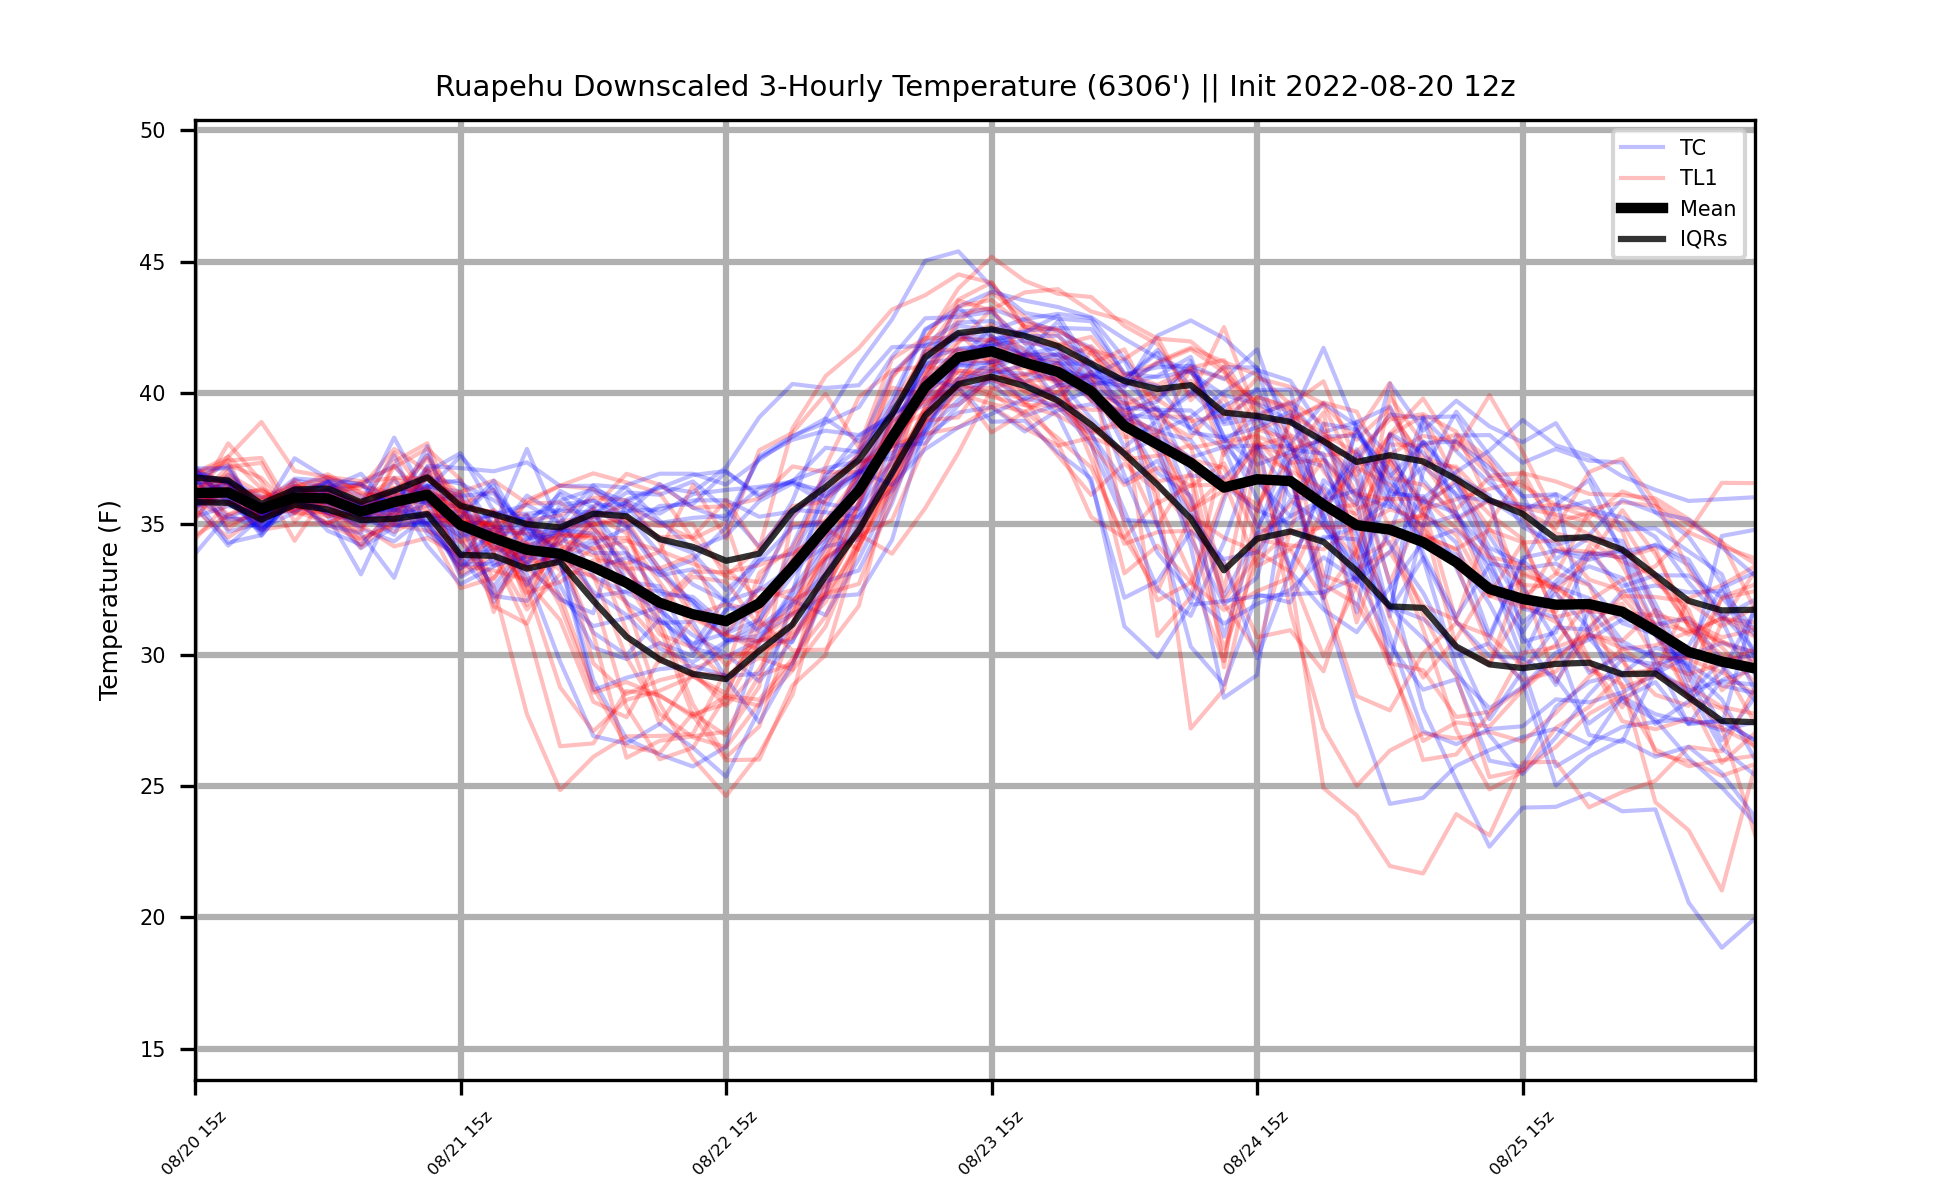 Ruapehu Downscaled 3-Hourly Temperature (6306') || Init 2022-08-20 12z
TC
TL1
Mean
IQRs
Temperature (F)
50
45
40
35
30
25
20
15
08/20 15z
08/21 15z
08/22 15z
08/23 15z
08/24 15z
08/25 15z